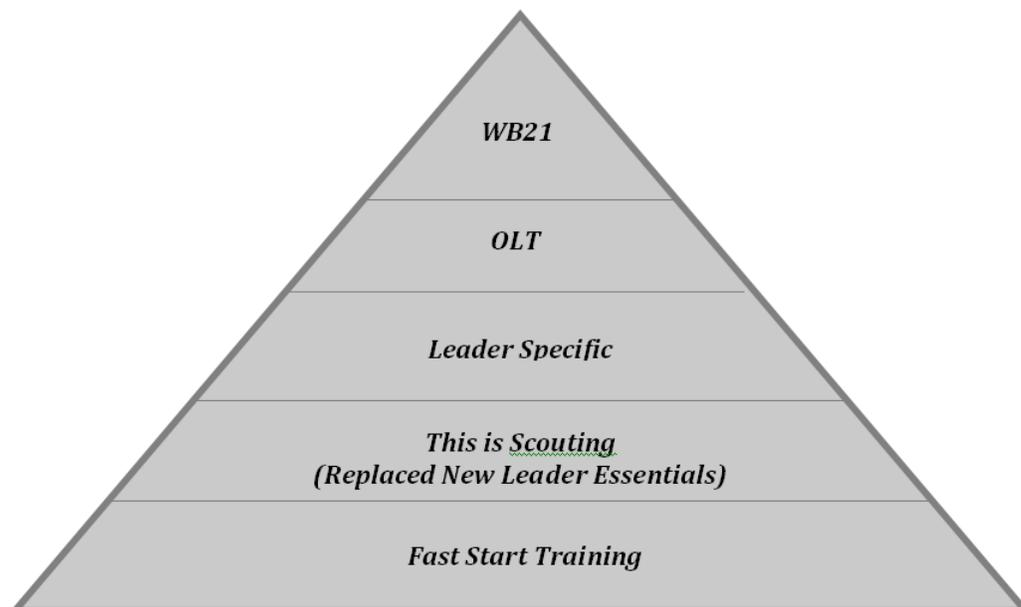 WB21
OLT
Leader Specific
This is Scouting
(Replaced New Leader Essentials)
Fast Start Training